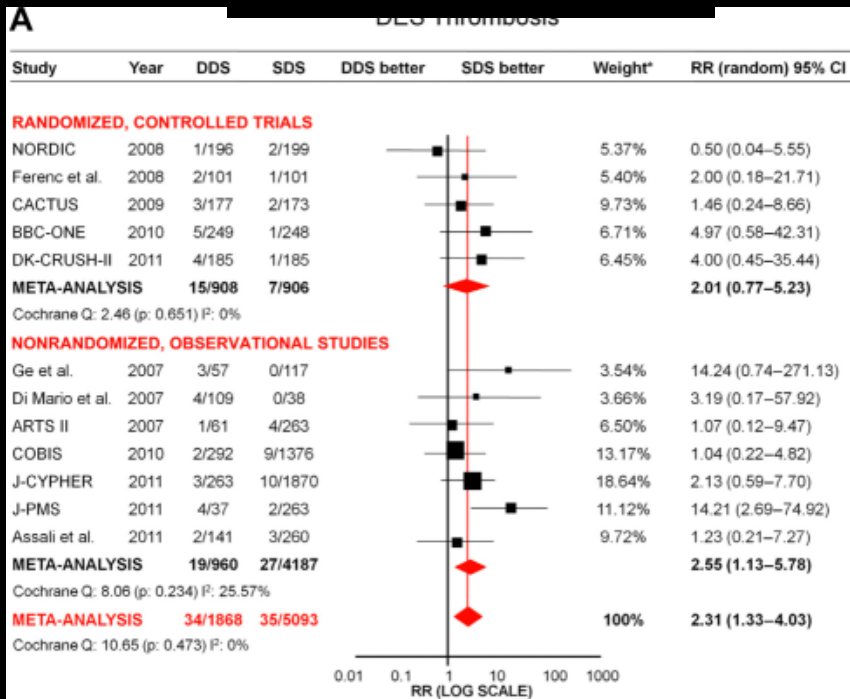 A
DES Thrombosis
Study Year DDS SDS DDS better SDS better Weight* RR (random) 95% CI
RANDOMIZED, CONTROLLED TRIALS
NORDIC 2008 1/196 2/199 5.37% 0.50 (0.04–5.55)
Ferenc et al. 2008 2/101 1/101 5.40% 2.00 (0.18–21.71)
CACTUS 2009 3/177 2/173 9.73% 1.46 (0.24–8.66)
BBC-ONE 2010 5/249 1/248 6.71% 4.97 (0.58–42.31)
DK-CRUSH-II 2011 4/185 1/185 6.45% 4.00 (0.45–35.44)
META-ANALYSIS 15/908 7/906 2.01 (0.77–5.23)
Cochrane Q: 2.46 (p: 0.651) I²: 0%
NONRANDOMIZED, OBSERVATIONAL STUDIES
Ge et al. 2007 3/57 0/117 3.54% 14.24 (0.74–271.13)
Di Mario et al. 2007 4/109 0/38 3.66% 3.19 (0.17–57.92)
ARTS II 2007 1/61 4/263 6.50% 1.07 (0.12–9.47)
COBIS 2010 2/292 9/1376 13.17% 1.04 (0.22–4.82)
J-CYPHER 2011 3/263 10/1870 18.64% 2.13 (0.59–7.70)
J-PMS 2011 4/37 2/263 11.12% 14.21 (2.69–74.92)
Assali et al. 2011 2/141 3/260 9.72% 1.23 (0.21–7.27)
META-ANALYSIS 19/960 27/4187 2.55 (1.13–5.78)
Cochrane Q: 8.06 (p: 0.234) I²: 25.57%
META-ANALYSIS 34/1868 35/5093 100% 2.31 (1.33–4.03)
Cochrane Q: 10.65 (p: 0.473) I²: 0%
0.01 0.1 1 10 100 1000
RR (LOG SCALE)